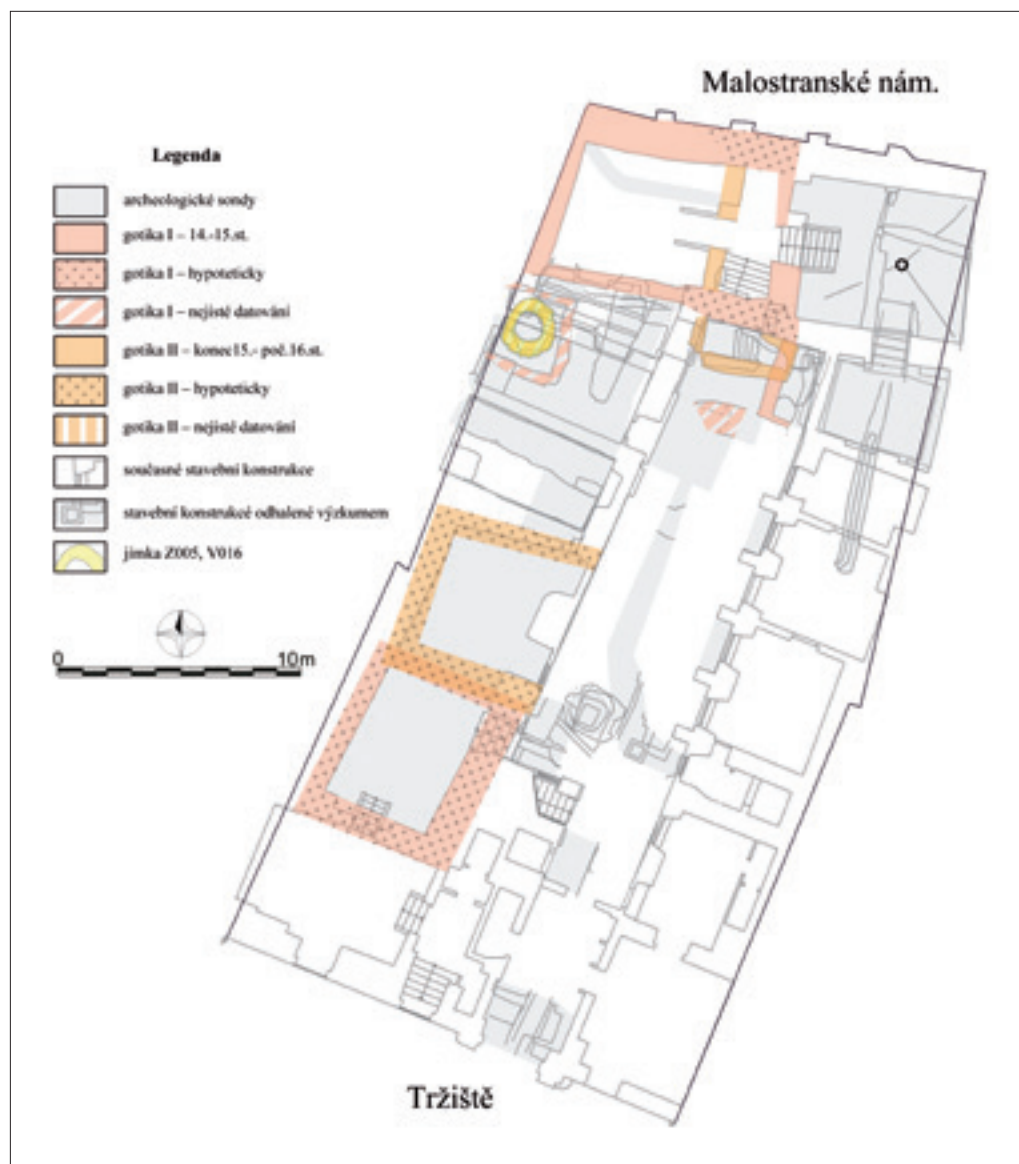 Malostranské nám.
Legenda
archeologické sondy
gotika I – 14.-15.st.
gotika I – hypoteticky
gotika I – nejisté datování
gotika II – konec15.- poč.16.st.
gotika II – hypoteticky
gotika II – nejisté datování
současné stavební konstrukce
stavební konstrukce odhalené výzkumem
jímka Z005, V016
0 10m
Tržiště